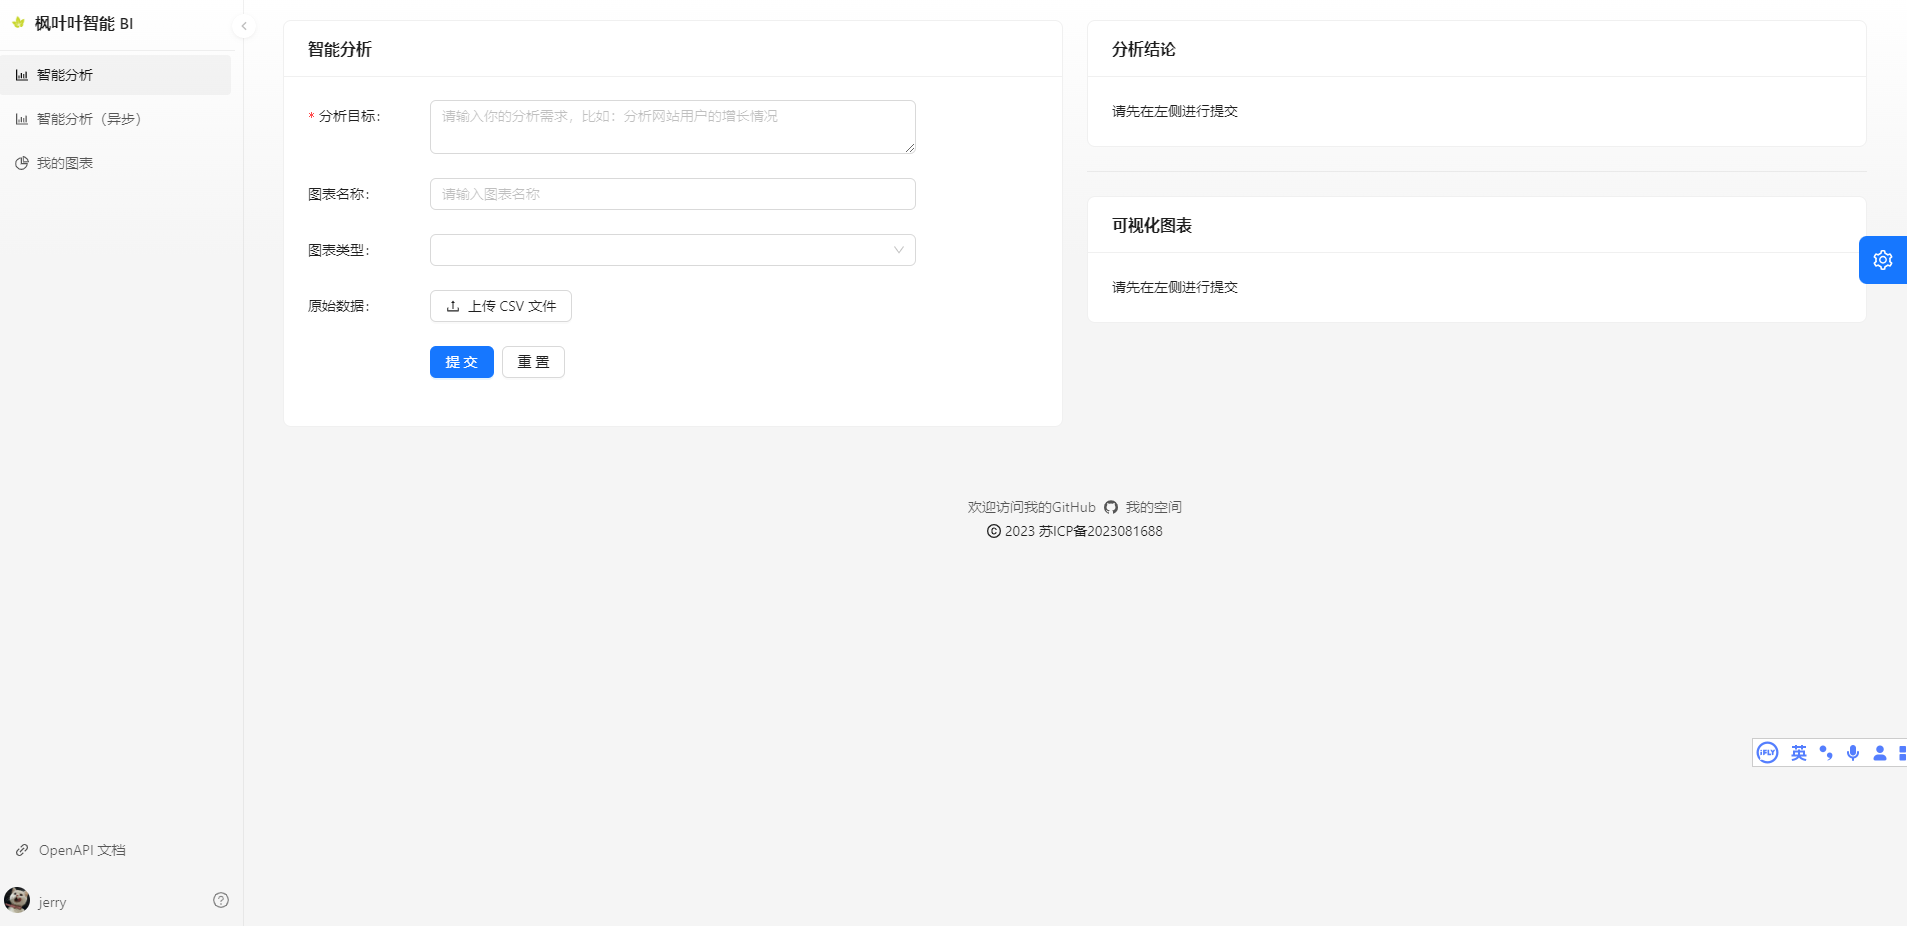 枫叶叶智能 BI
智能分析
智能分析（异步）
我的图表
OpenAPI 文档
jerry
智能分析
* 分析目标：
请输入你的分析需求，比如：分析网站用户的增长情况
图表名称：
请输入图表名称
图表类型：
原始数据：
上传 CSV 文件
提 交
重 置
分析结论
请先在左侧进行提交
可视化图表
请先在左侧进行提交
欢迎访问我的GitHub 我的空间
© 2023 苏ICP备2023081688
iFLY 英